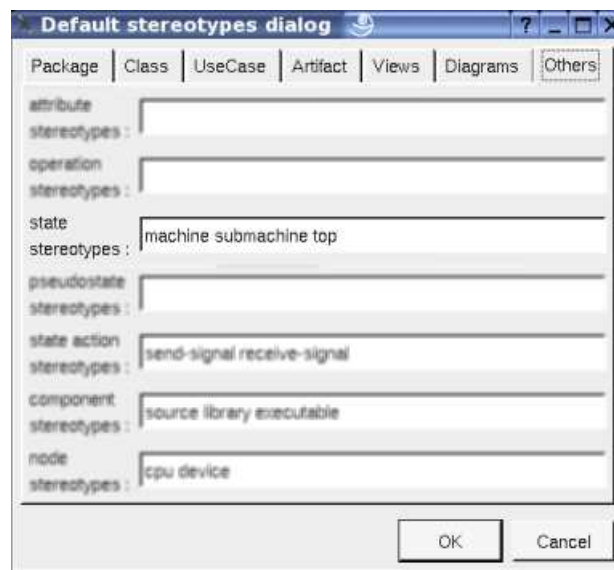 Default stereotypes dialog
Package Class UseCase Artifact Views Diagrams Others
attribute
stereotypes :
operation
stereotypes :
state
stereotypes :
machine submachine top
pseudostate
stereotypes :
state action
stereotypes :
send-signal receive-signal
component
stereotypes :
source library executable
node
stereotypes :
cpu device
OK Cancel